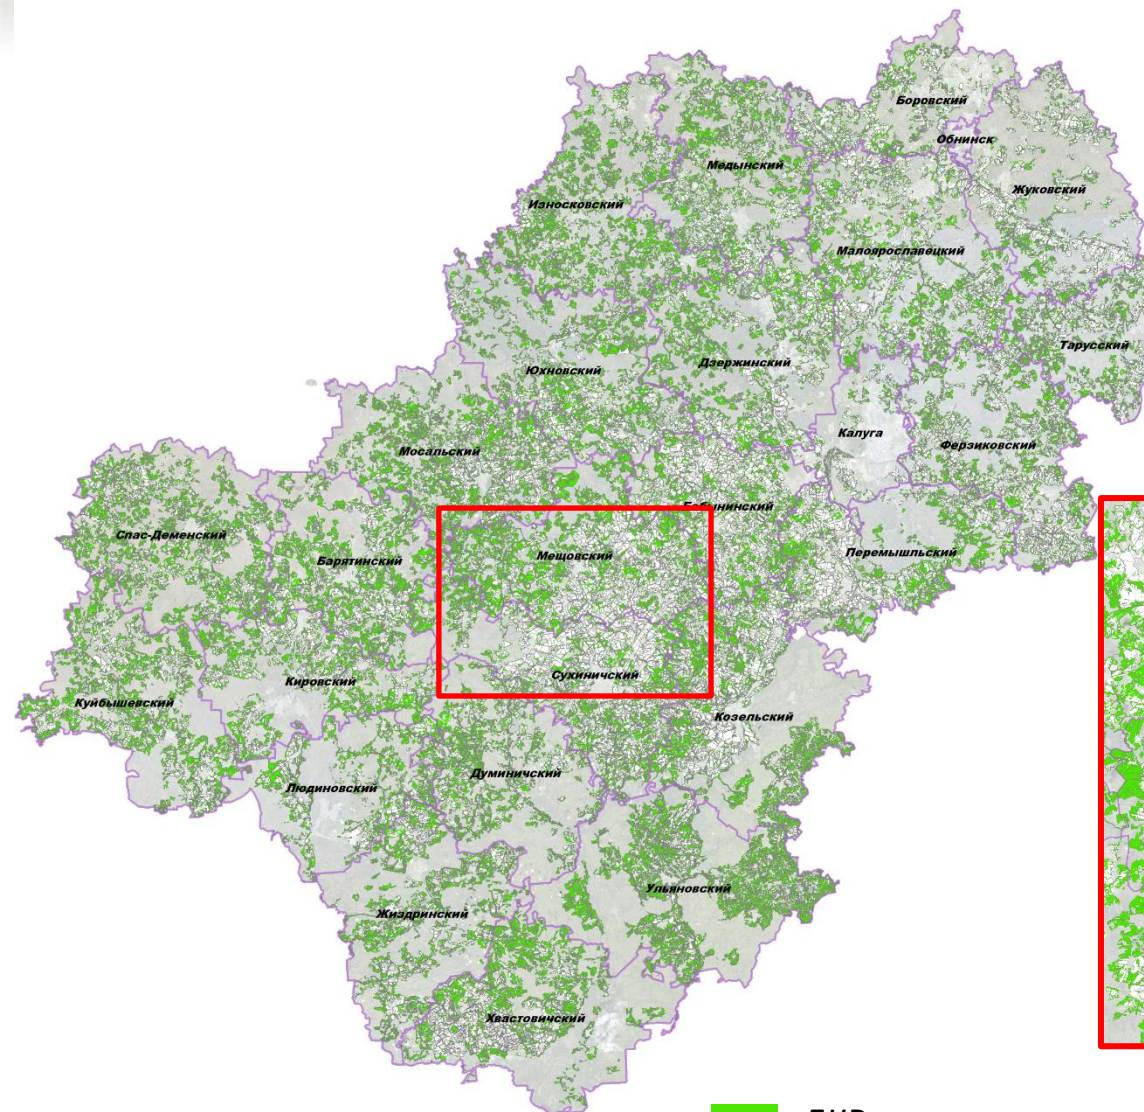 Боровский
Обнинск
Медынский
Жуковский
Износковский
Малоярославецкий
Тарусский
Дзержинский
Юхновский
Калуга
Ферзиковский
Мосальский
Спас-Деменский
Барятинский
Мещовский
Перемышльский
Сухиничский
Кировский
Куйбышевский
Козельский
Думиничский
Людиновский
Ульяновский
Жиздринский
Хвастовичский